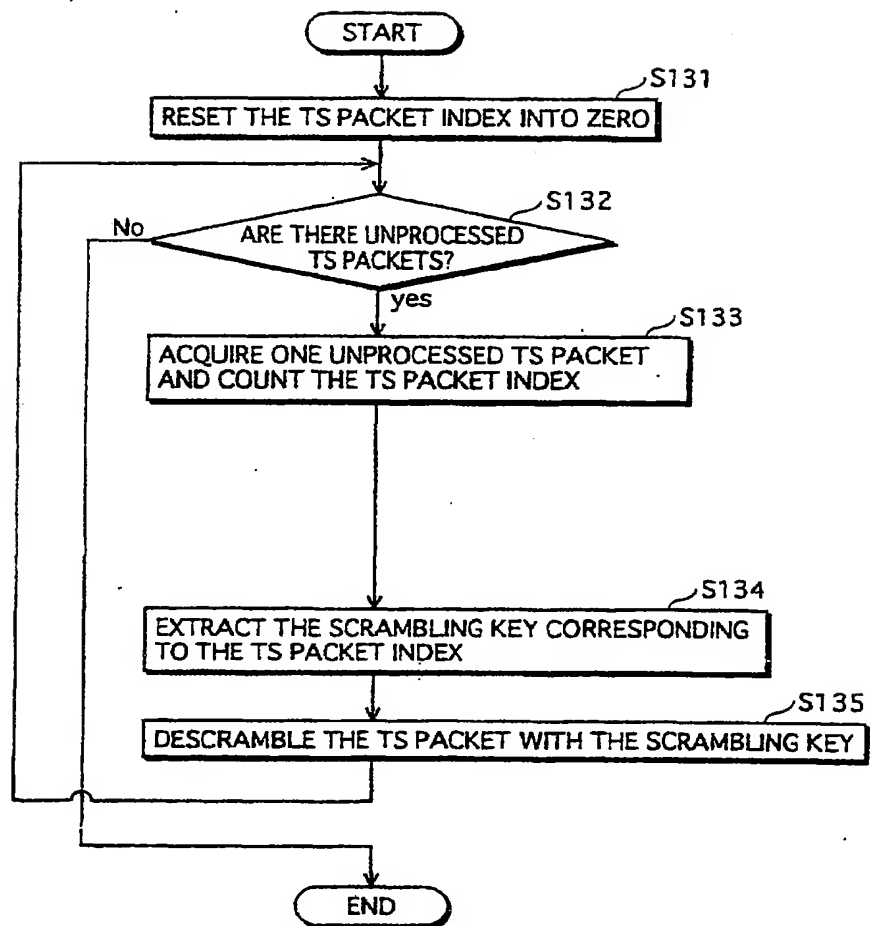 START
S131
RESET THE TS PACKET INDEX INTO ZERO
S132
No
ARE THERE UNPROCESSED
TS PACKETS?
yes
S133
ACQUIRE ONE UNPROCESSED TS PACKET
AND COUNT THE TS PACKET INDEX
S134
EXTRACT THE SCRAMBLING KEY CORRESPONDING
TO THE TS PACKET INDEX
S135
DESCRAMBLE THE TS PACKET WITH THE SCRAMBLING KEY
END